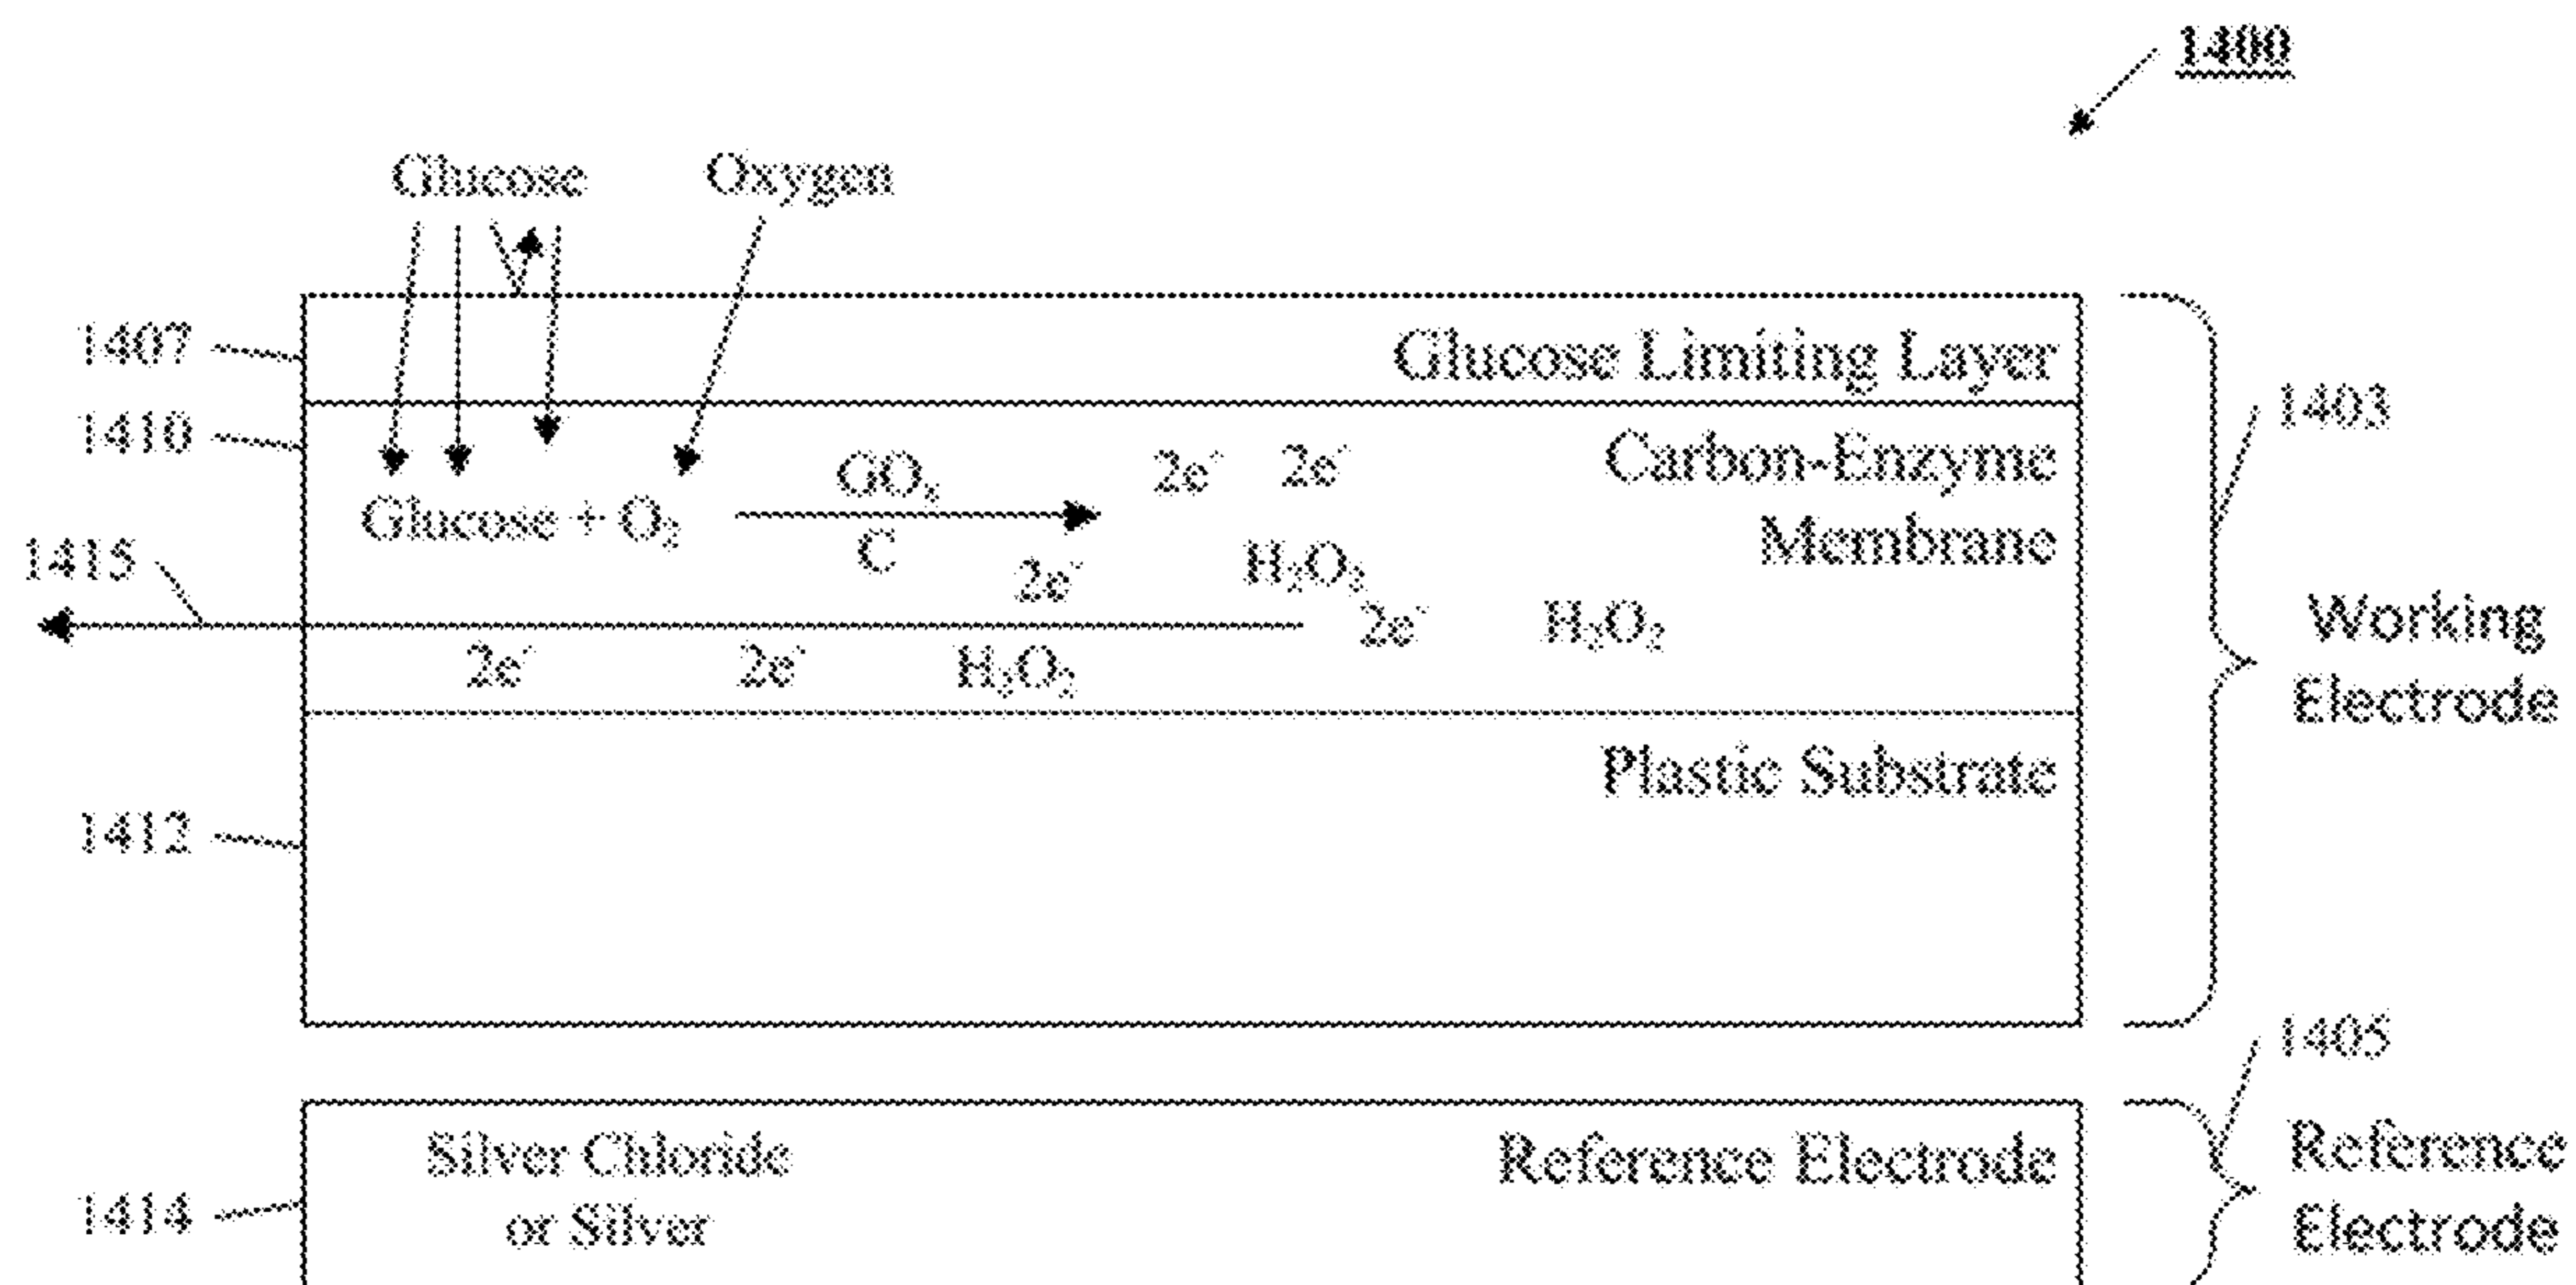 1400
Glucose Oxygen
1407
Glucose Limiting Layer
1410
1403
Carbon-Enzyme
Membrane
GOₓ
2e⁻ 2e⁻
Glucose + O₂
C
1415
2e⁻
H₂O₂
2e⁻
H₂O₂
2e⁻ 2e⁻ H₂O₂
Working
Electrode
Plastic Substrate
1412
1405
Silver Chloride
or Silver
Reference Electrode
Reference
Electrode
1414